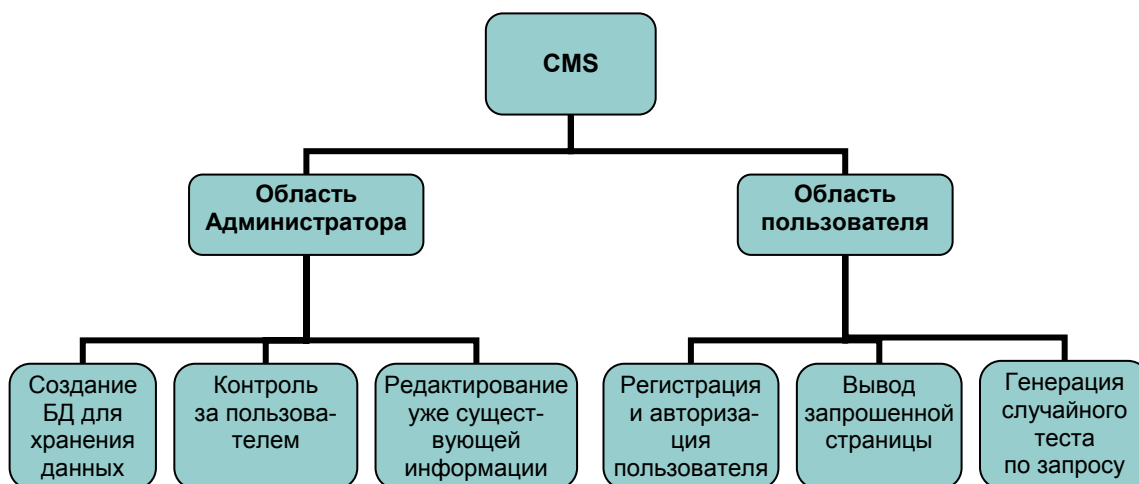 CMS
Область
Администратора
Область
пользователя
Создание
БД для
хранения
данных
Контроль
за пользова-
телем
Редактирование
уже сущест-
вующей
информации
Регистрация
и авториза-
ция
пользователя
Вывод
запрошенной
страницы
Генерация
случайного
теста
по запросу